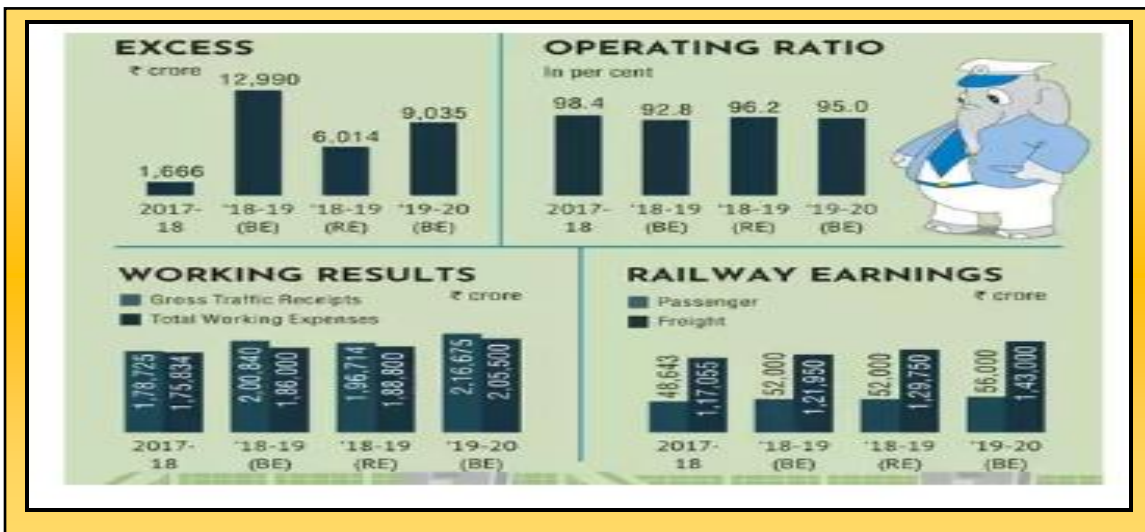 EXCESS
₹ crore
12,990
9,035
6,014
1,666
2017-18
'18-19 (BE)
'18-19 (RE)
'19-20 (BE)
OPERATING RATIO
In per cent
98.4
92.8
96.2
95.0
2017-18
'18-19 (BE)
'18-19 (RE)
'19-20 (BE)
WORKING RESULTS
Gross Traffic Receipts
₹ crore
Total Working Expenses
1,78,725
1,75,834
2,00,840
1,86,000
1,96,714
1,88,800
2,16,675
2,05,500
2017-18
'18-19 (BE)
'18-19 (RE)
'19-20 (BE)
RAILWAY EARNINGS
Passenger
₹ crore
Freight
48,643
1,17,055
52,000
1,21,950
52,000
1,29,750
56,000
1,43,000
2017-18
'18-19 (BE)
'18-19 (RE)
'19-20 (BE)